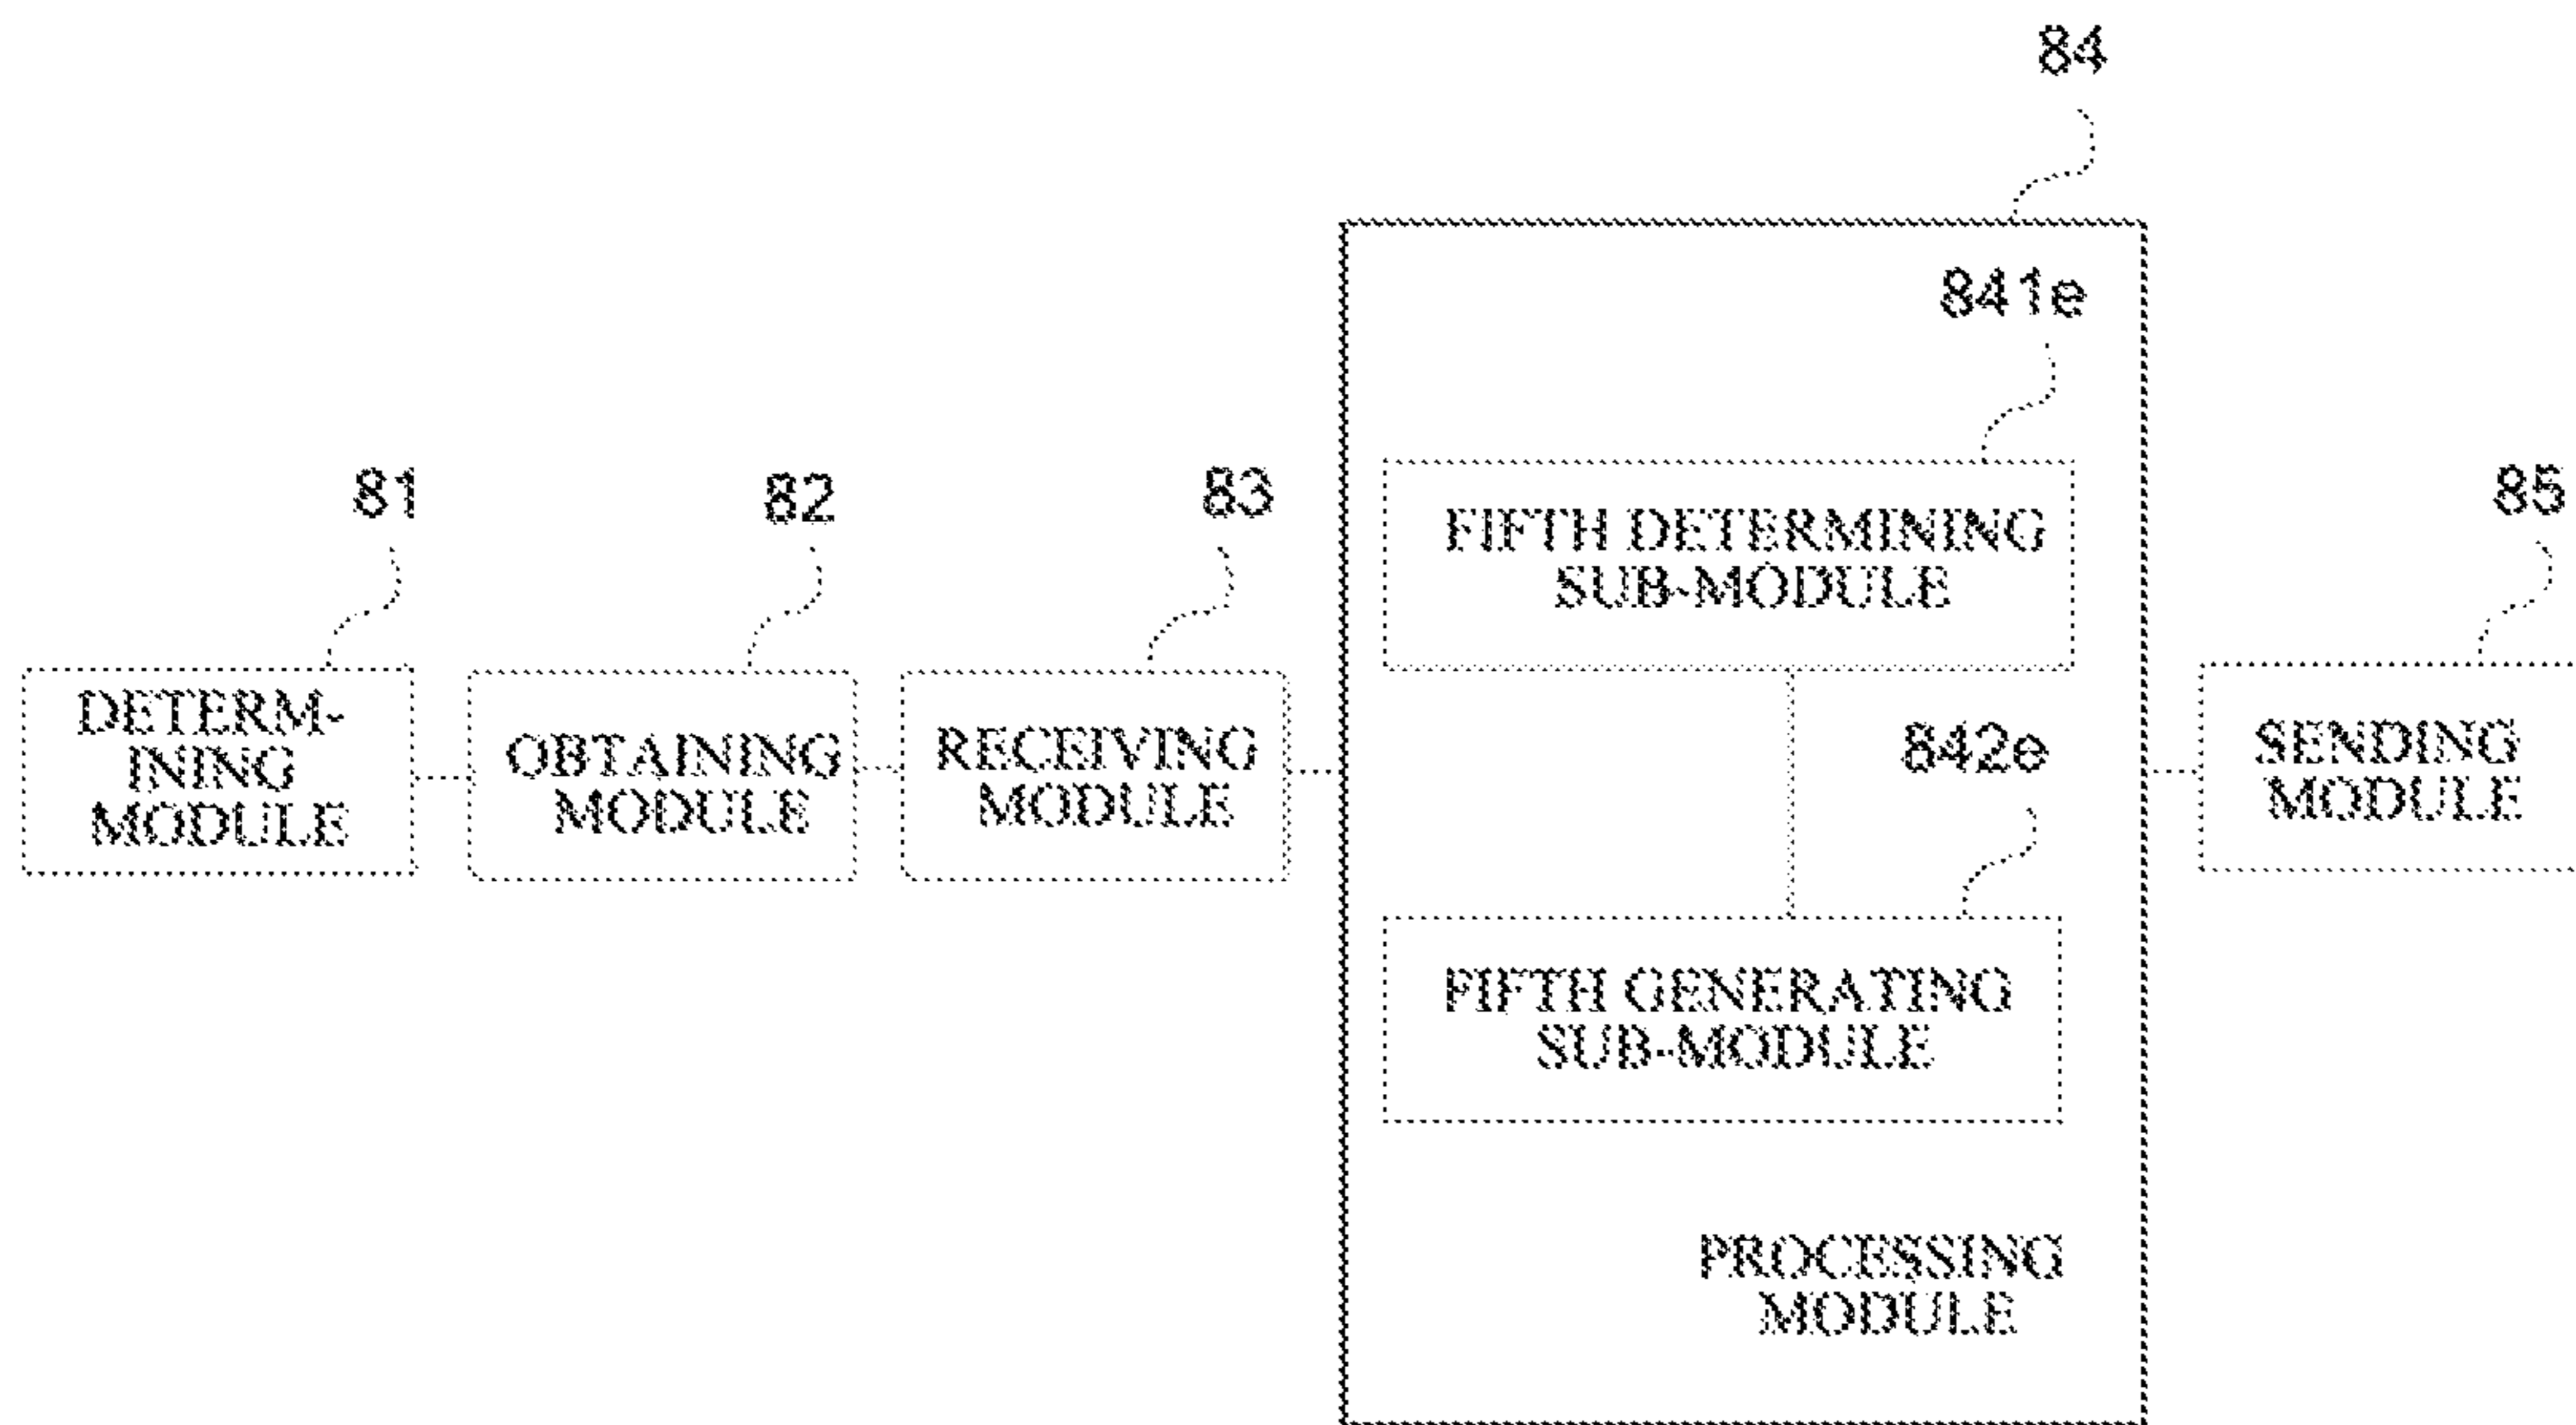 84
841e
81
82
83
85
FIFTH DETERMINING
SUB-MODULE
DETERM-
INING
MODULE
OBTAINING
MODULE
RECEIVING
MODULE
842e
SENDING
MODULE
FIFTH GENERATING
SUB-MODULE
PROCESSING
MODULE